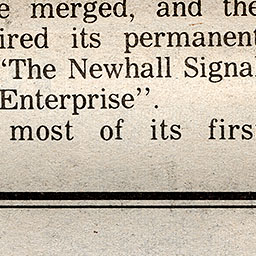 e merged, and the
ired its permanent
"The Newhall Signal
Enterprise".
most of its first